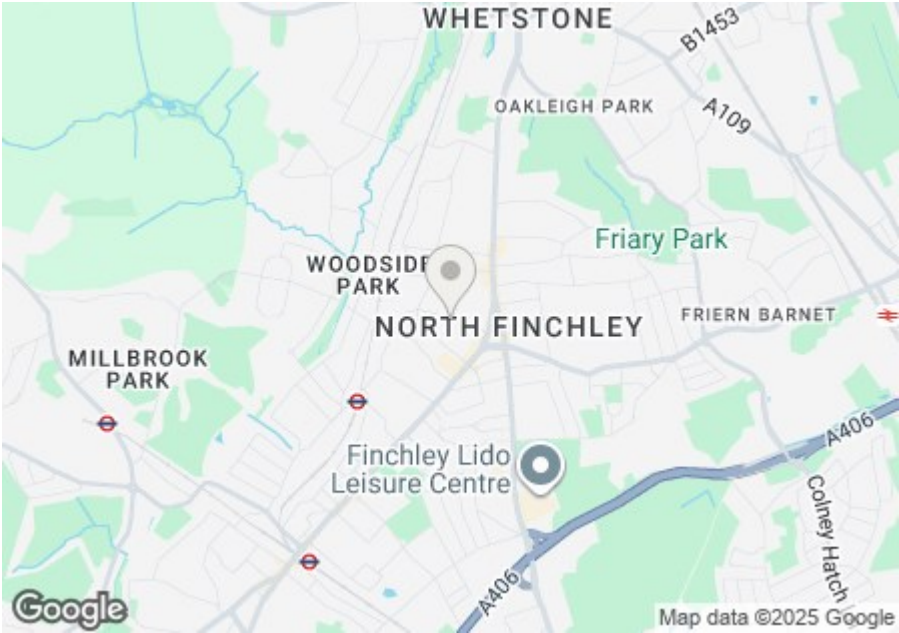 WHETSTONE
B1453
OAKLEIGH PARK
A109
Friary Park
WOODSIDE
PARK
NORTH FINCHLEY
FRIERN BARNET
MILLBROOK
PARK
A406
Finchley Lido
Leisure Centre
Colney Hatch
A406
Google
Map data ©2025 Google